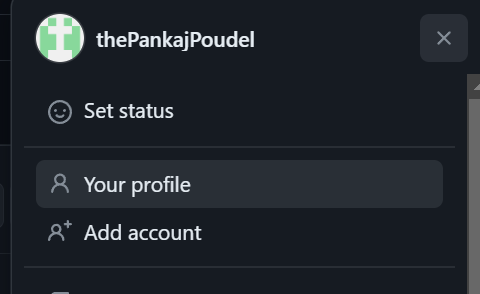 thePankajPoudel
Set status
Your profile
Add account